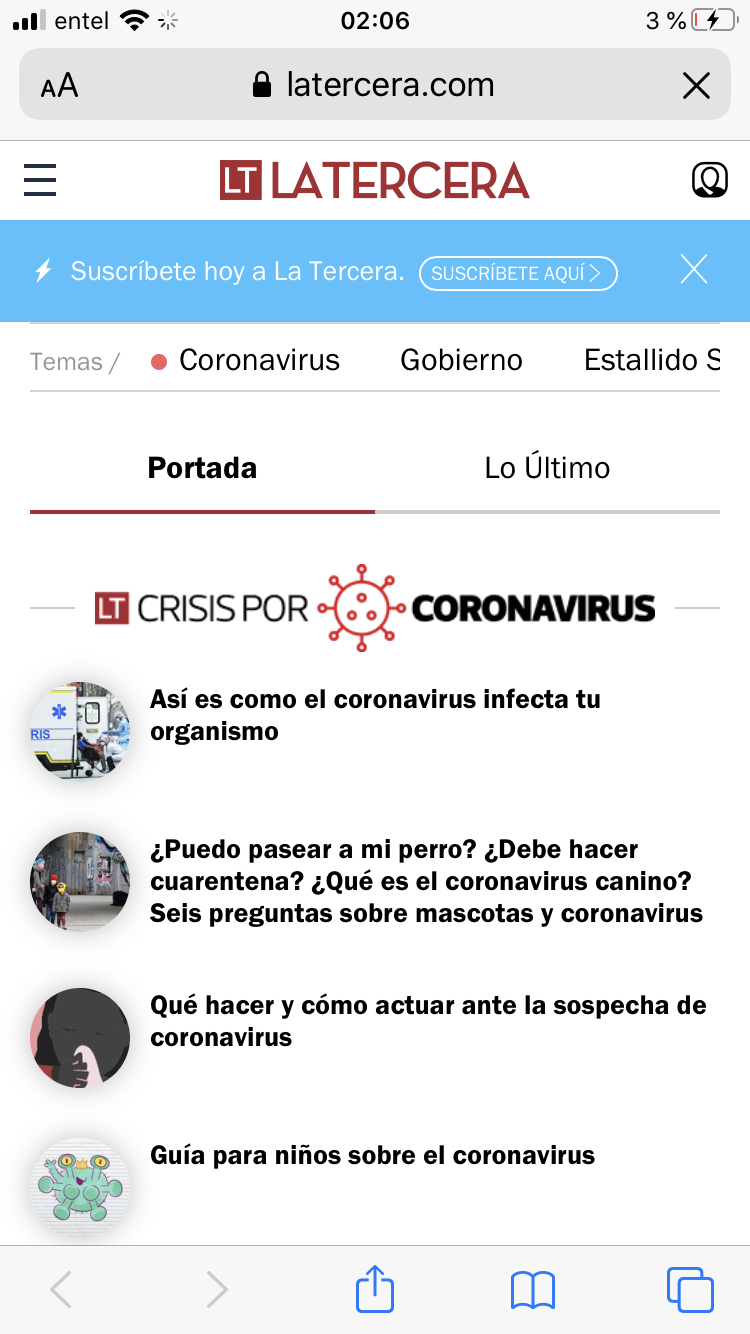 entel 02:06 3 %
AA latercera.com
LT LATERCERA
Suscríbete hoy a La Tercera. SUSCRÍBETE AQUÍ >
Temas / Coronavirus Gobierno Estallido S
Portada Lo Último
LT CRISIS POR CORONAVIRUS
RIS
Así es como el coronavirus infecta tu
organismo
¿Puedo pasear a mi perro? ¿Debe hacer
cuarentena? ¿Qué es el coronavirus canino?
Seis preguntas sobre mascotas y coronavirus
Qué hacer y cómo actuar ante la sospecha de
coronavirus
Guía para niños sobre el coronavirus